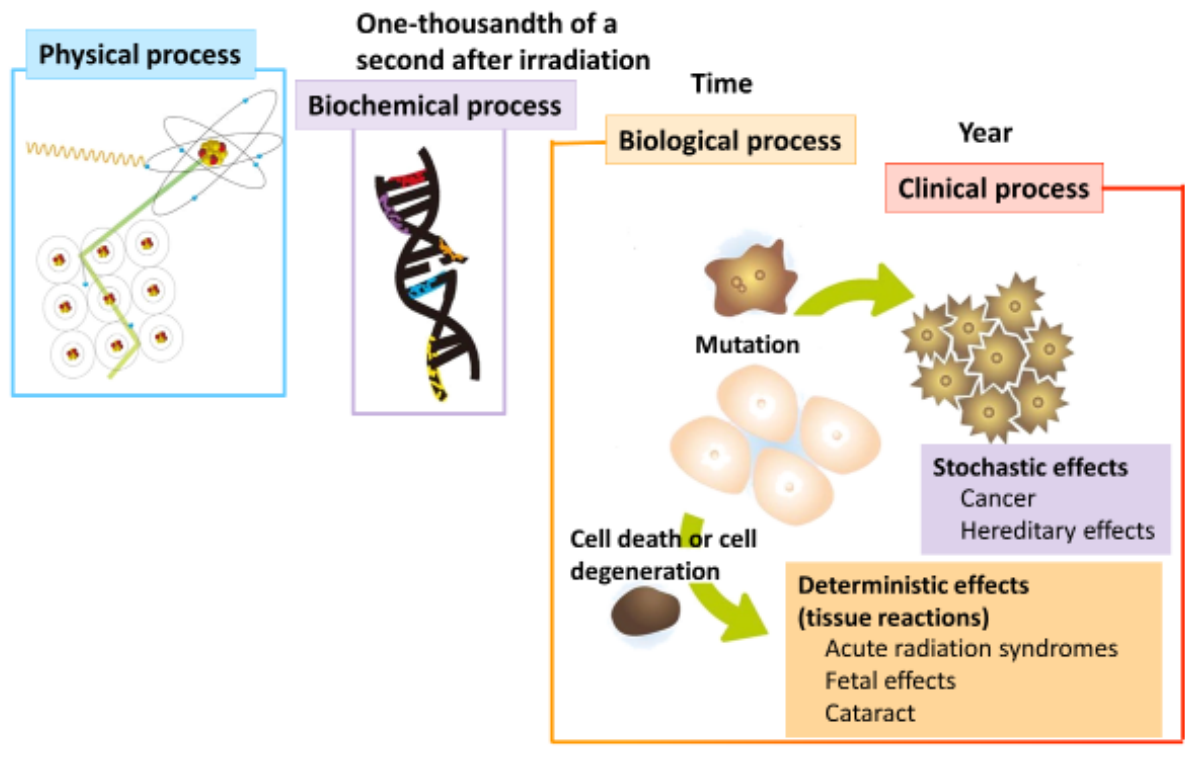 Physical process
One-thousandth of a
second after irradiation
Biochemical process
Time
Biological process
Year
Clinical process
Mutation
Stochastic effects
Cancer
Hereditary effects
Cell death or cell
degeneration
Deterministic effects
(tissue reactions)
Acute radiation syndromes
Fetal effects
Cataract